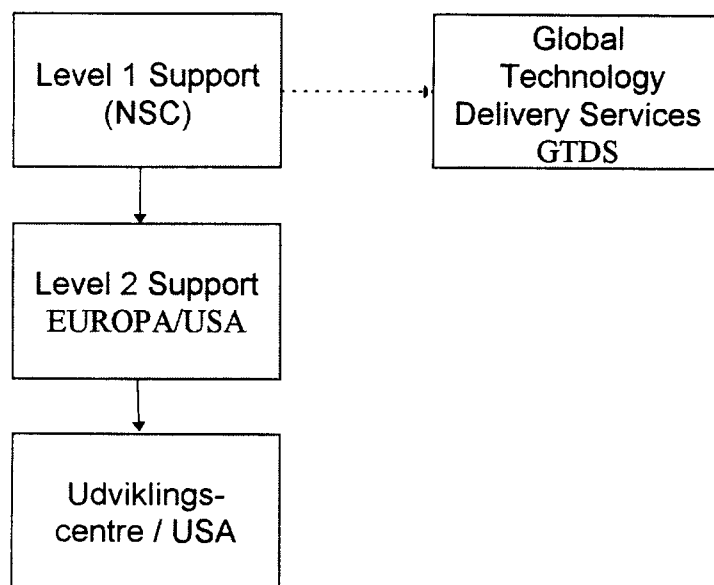 Level 1 Support
(NSC)
Global
Technology
Delivery Services
GTDS
Level 2 Support
EUROPA/USA
Udviklings-
centre / USA